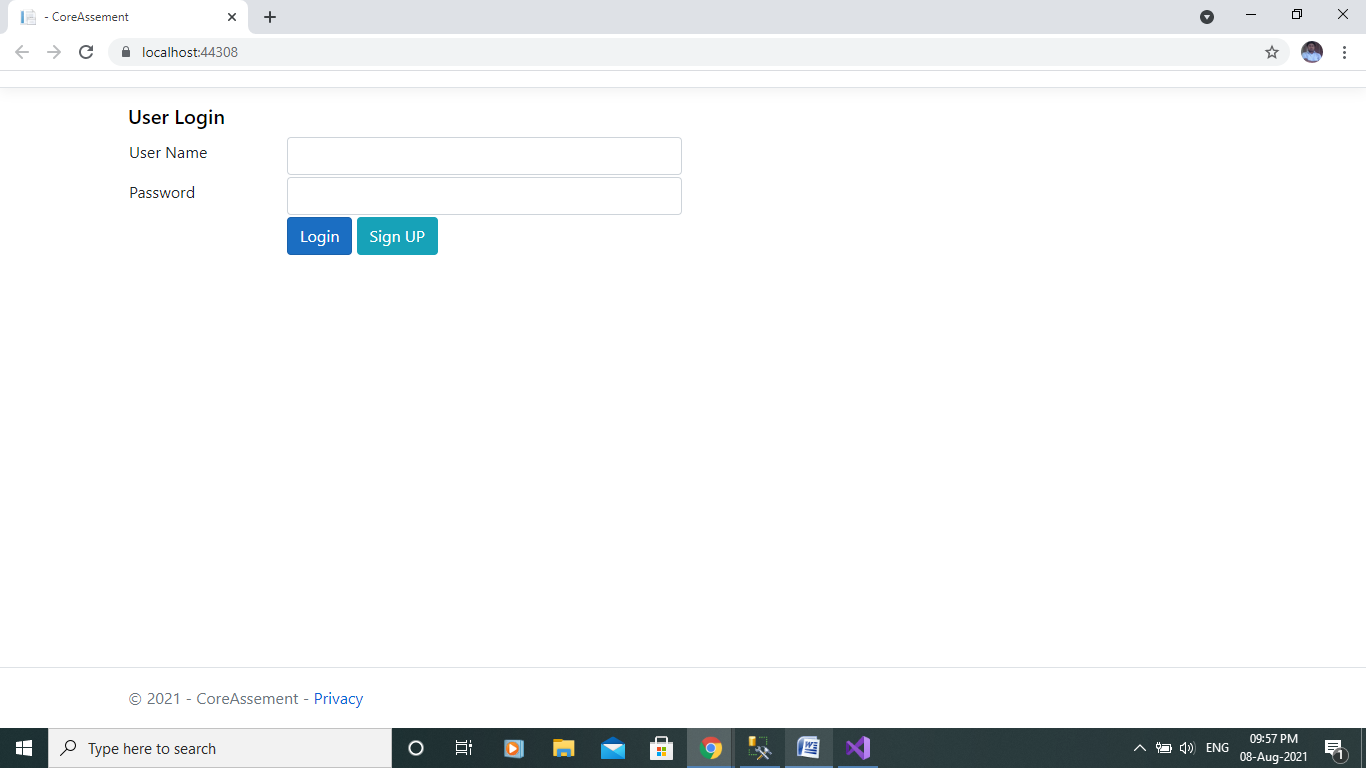 - CoreAssement
localhost:44308
User Login
User Name
Password
Login Sign UP
© 2021 - CoreAssement - Privacy
Type here to search
ENG
09:57 PM
08-Aug-2021
1